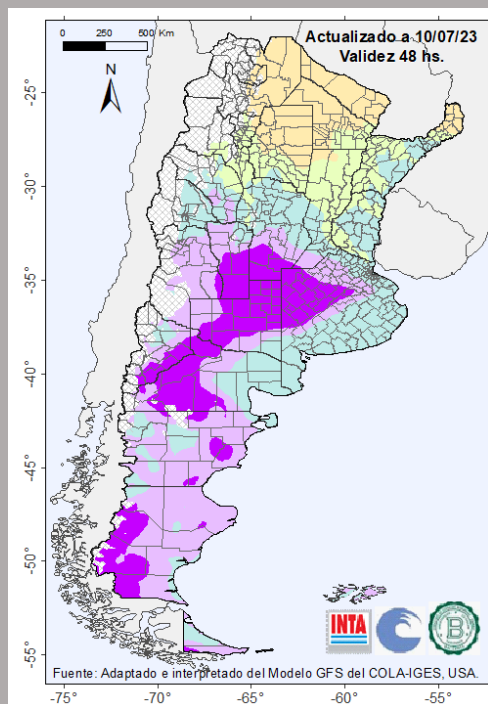 0 250 500 Km
Actualizado a 10/07/23
Validez 48 hs.
N
-25°
-30°
-35°
-40°
-45°
-50°
-55°
INTA
B
Fuente: Adaptado e interpretado del Modelo GFS del COLA-IGES, USA.
-75° -70° -65° -60° -55°